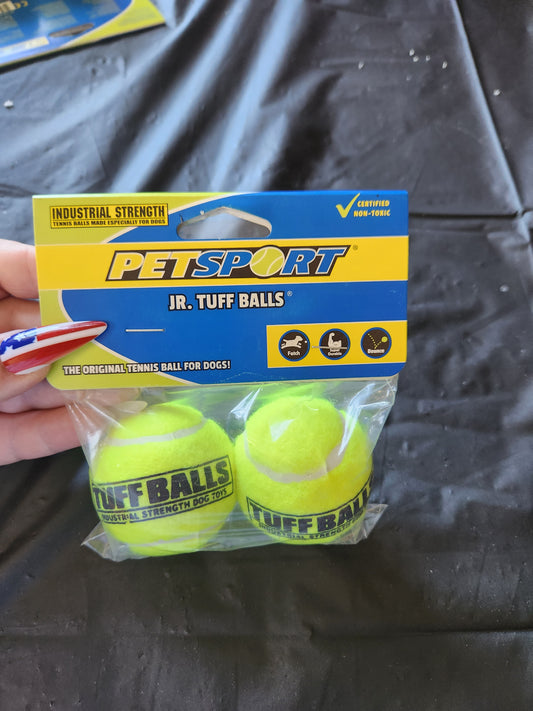 INDUSTRIAL STRENGTH
TENNIS BALLS MADE ESPECIALLY FOR DOGS
CERTIFIED
NON-TOXIC
PETSPORT®
JR. TUFF BALLS®
Fetch
Super
Durable
Bounce
THE ORIGINAL TENNIS BALL FOR DOGS!
TUFF BALLS
INDUSTRIAL STRENGTH DOG TOYS
TUFF BALLS
INDUSTRIAL STRENGTH